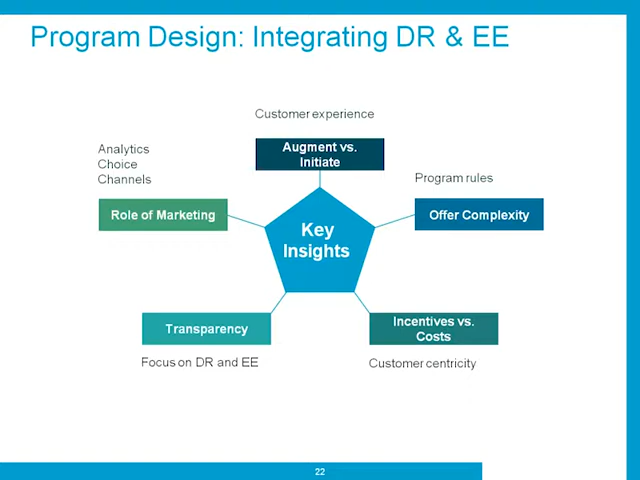 Program Design: Integrating DR & EE
Customer experience
Augment vs.
Initiate
Analytics
Choice
Channels
Role of Marketing
Program rules
Offer Complexity
Key
Insights
Transparency
Focus on DR and EE
Incentives vs.
Costs
Customer centricity
22